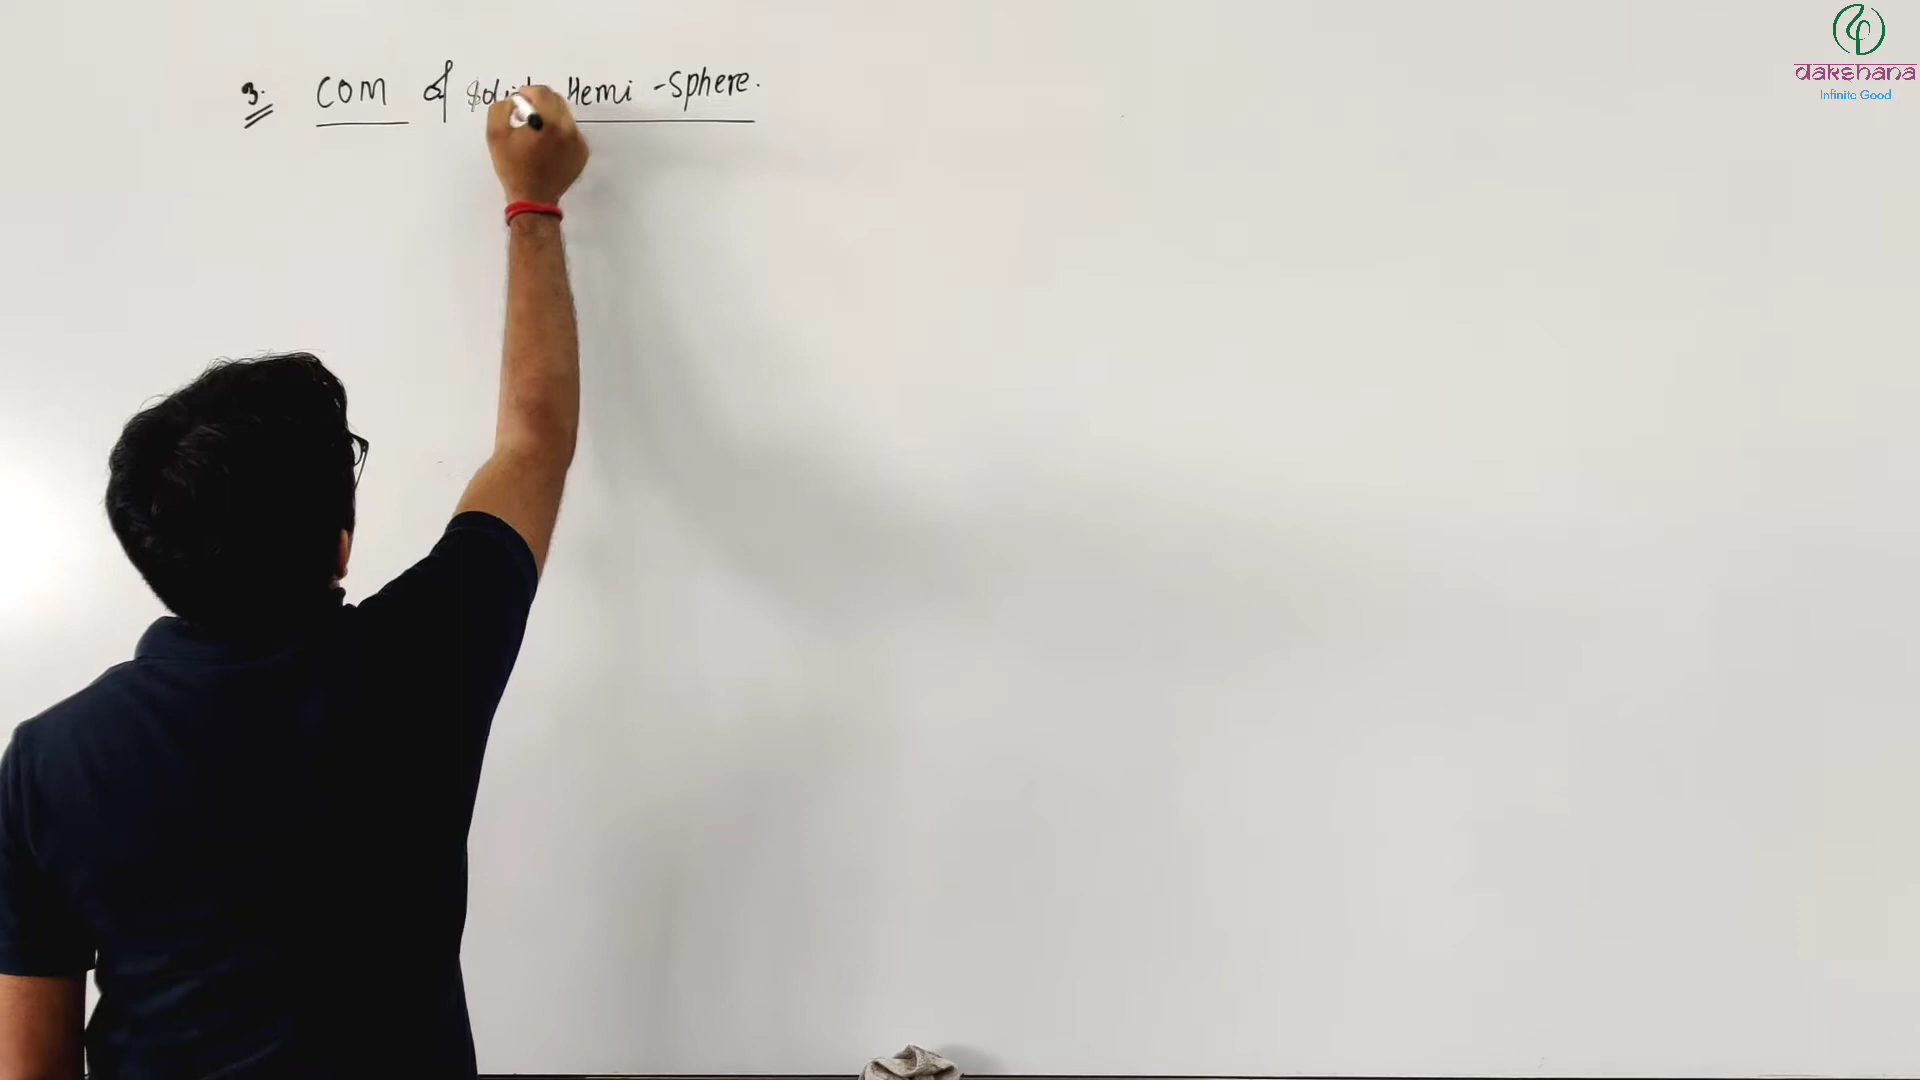 3. COM of Solid Hemi-Sphere.
dakshana
Infinite Good